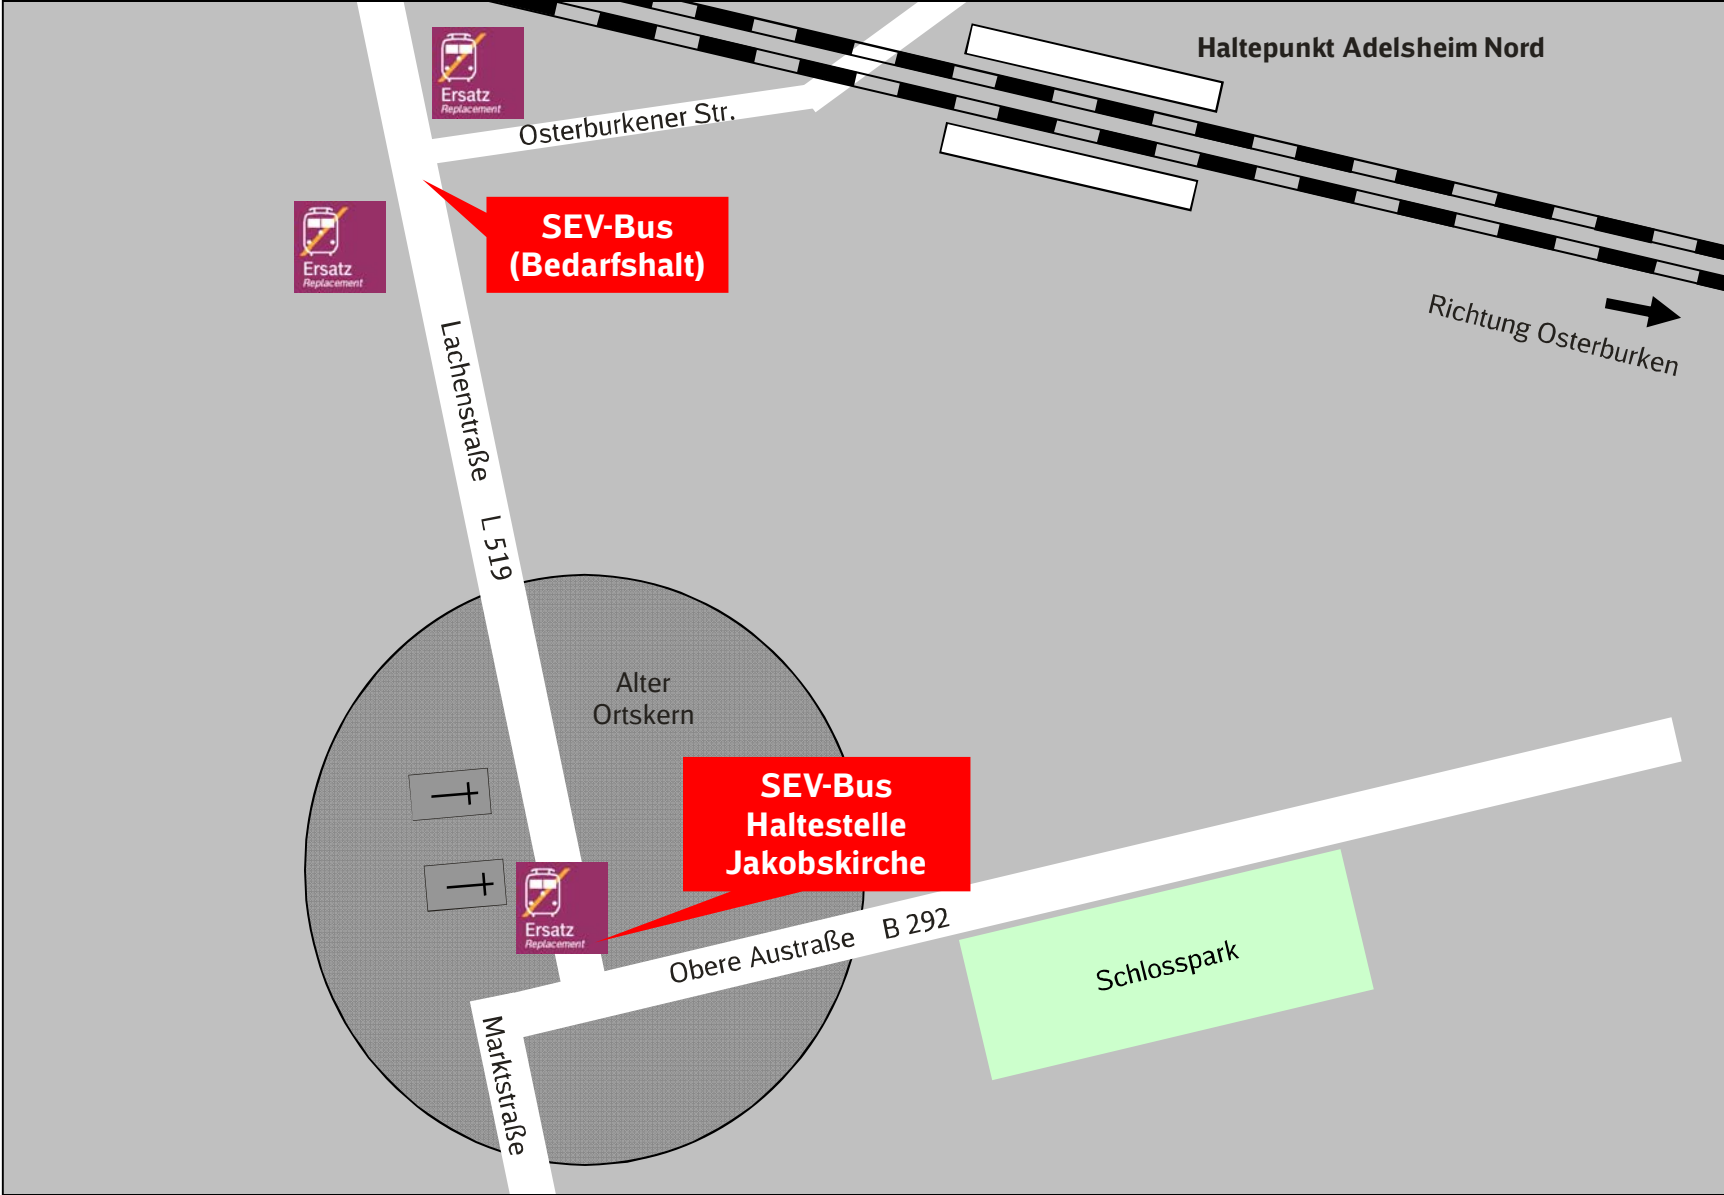 Haltepunkt Adelsheim Nord
Ersatz
Replacement
Osterburkener Str.
SEV-Bus
(Bedarfshalt)
Ersatz
Replacement
Richtung Osterburken
Lachenstraße L 519
Alter
Ortskern
SEV-Bus
Haltestelle
Jakobskirche
Ersatz
Replacement
Obere Austraße B 292
Schlosspark
Marktstraße